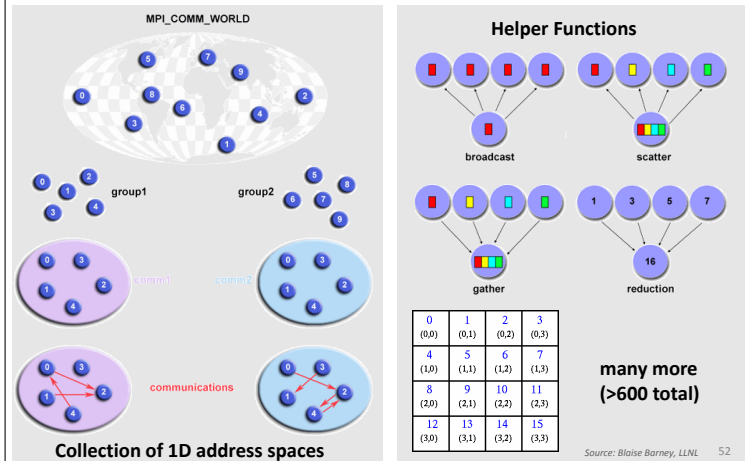 MPI_COMM_WORLD
5
7
9
0
8
6
2
3
4
1
0
2
1
3
4
group1
group2
5
8
6
7
4
9
comm1
0
3
1
2
4
comm2
0
3
1
2
4
0
3
1
2
4
communications
0
3
1
2
4
Collection of 1D address spaces
Helper Functions
broadcast
scatter
gather
1 3 5 7
16
reduction
0 1 2 3
(0,0) (0,1) (0,2) (0,3)
4 5 6 7
(1,0) (1,1) (1,2) (1,3)
8 9 10 11
(2,0) (2,1) (2,2) (2,3)
12 13 14 15
(3,0) (3,1) (3,2) (3,3)
many more
(>600 total)
Source: Blaise Barney, LLNL 52